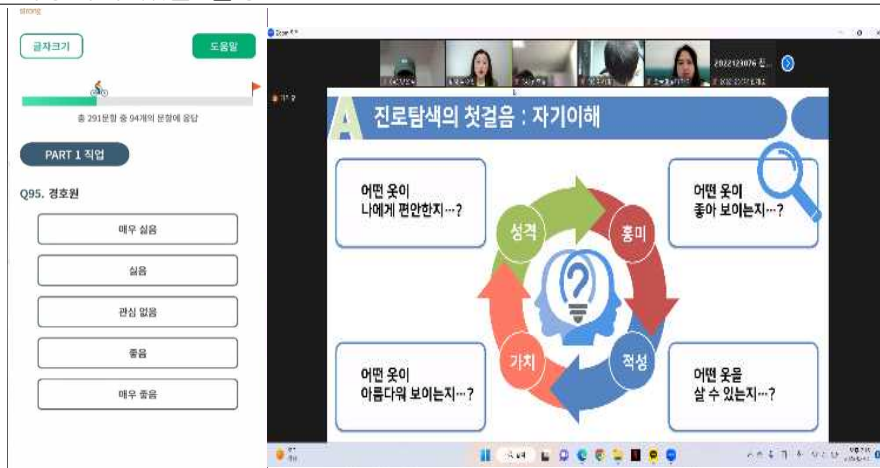 strong
글자크기
도움말
총 291문항 중 94개의 문항에 응답
PART 1 직업
Q95. 경호원
매우 싫음
싫음
관심 없음
좋음
매우 좋음
A
진로탐색의 첫걸음 : 자기이해
어떤 옷이
나에게 편안한지…?
어떤 옷이
좋아 보이는지…?
성격
흥미
가치
적성
어떤 옷이
아름다워 보이는지…?
어떤 옷을
살 수 있는지…?